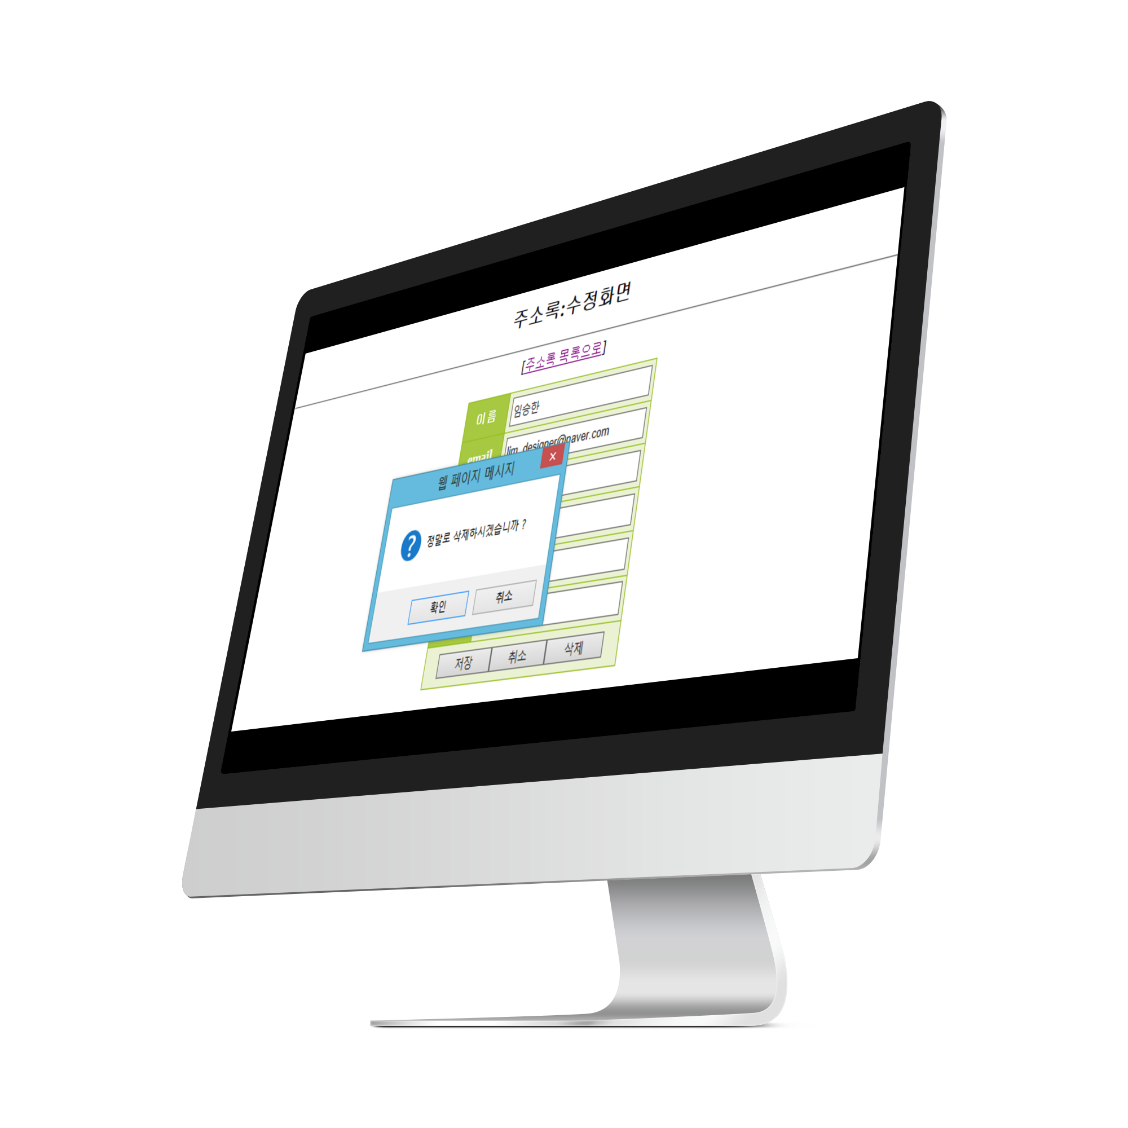 주소록:수정화면
[주소록 목록으로]
이름
임승한
email
lim_designer@naver.com
웹 페이지 메시지
x
?
정말로 삭제하시겠습니까 ?
확인
취소
저장
취소
삭제